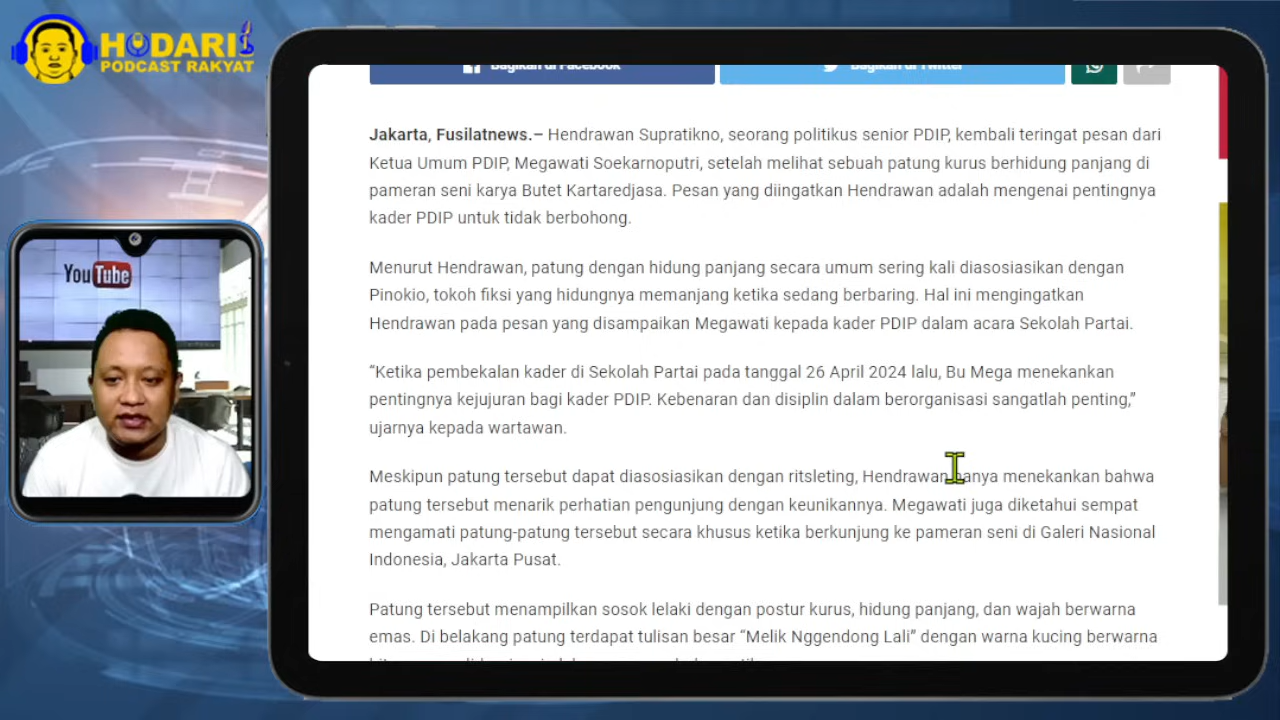 HODARI
PODCAST RAKYAT
YouTube
Bagikan di Facebook
Bagikan di Twitter
Jakarta, Fusilatnews.– Hendrawan Supratikno, seorang politikus senior PDIP, kembali teringat pesan dari
Ketua Umum PDIP, Megawati Soekarnoputri, setelah melihat sebuah patung kurus berhidung panjang di
pameran seni karya Butet Kartaredjasa. Pesan yang diingatkan Hendrawan adalah mengenai pentingnya
kader PDIP untuk tidak berbohong.
Menurut Hendrawan, patung dengan hidung panjang secara umum sering kali diasosiasikan dengan
Pinokio, tokoh fiksi yang hidungnya memanjang ketika sedang berbaring. Hal ini mengingatkan
Hendrawan pada pesan yang disampaikan Megawati kepada kader PDIP dalam acara Sekolah Partai.
“Ketika pembekalan kader di Sekolah Partai pada tanggal 26 April 2024 lalu, Bu Mega menekankan
pentingnya kejujuran bagi kader PDIP. Kebenaran dan disiplin dalam berorganisasi sangatlah penting,”
ujarnya kepada wartawan.
Meskipun patung tersebut dapat diasosiasikan dengan ritsleting, Hendrawan hanya menekankan bahwa
patung tersebut menarik perhatian pengunjung dengan keunikannya. Megawati juga diketahui sempat
mengamati patung-patung tersebut secara khusus ketika berkunjung ke pameran seni di Galeri Nasional
Indonesia, Jakarta Pusat.
Patung tersebut menampilkan sosok lelaki dengan postur kurus, hidung panjang, dan wajah berwarna
emas. Di belakang patung terdapat tulisan besar “Melik Nggendong Lali” dengan warna kucing berwarna